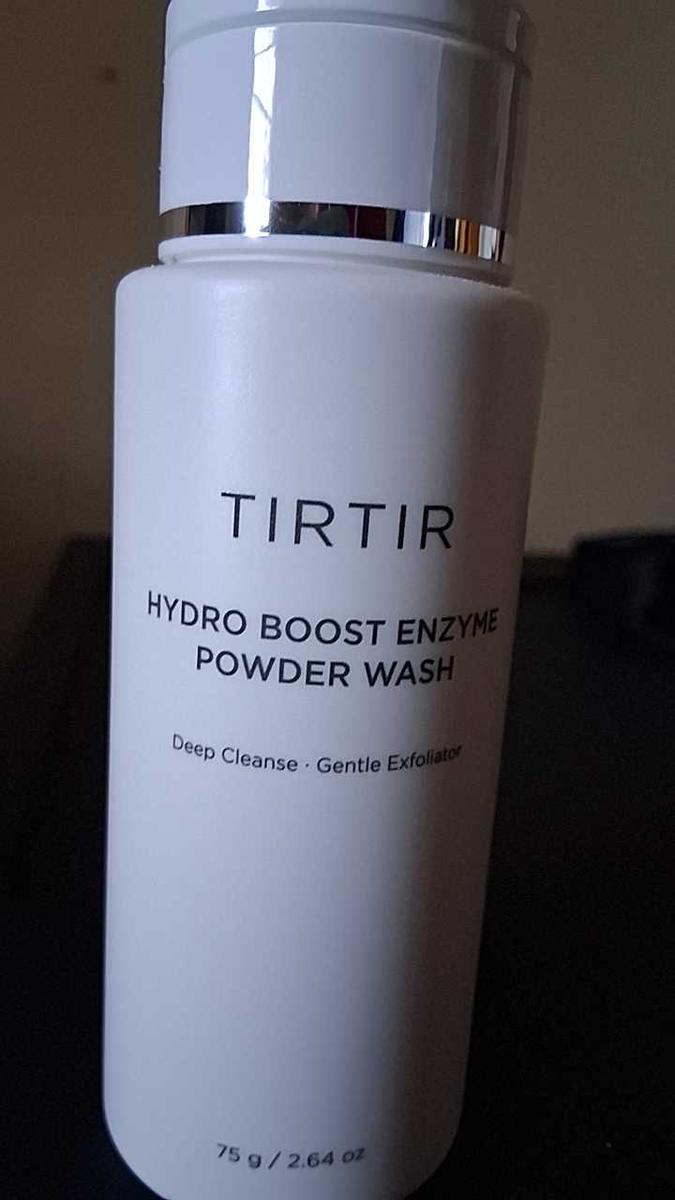 TIRTIR
HYDRO BOOST ENZYME
POWDER WASH
Deep Cleanse · Gentle Exfoliator
75 g / 2.64 oz